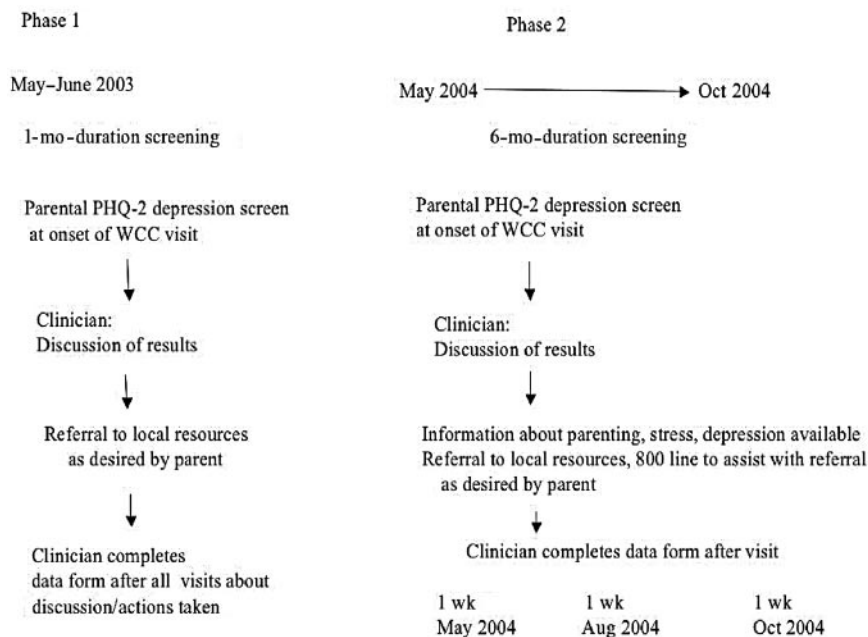 Phase 1
May–June 2003
1-mo-duration screening
Parental PHQ-2 depression screen
at onset of WCC visit
Clinician:
Discussion of results
Referral to local resources
as desired by parent
Clinician completes
data form after all visits about
discussion/actions taken
Phase 2
May 2004 Oct 2004
6-mo-duration screening
Parental PHQ-2 depression screen
at onset of WCC visit
Clinician:
Discussion of results
Information about parenting, stress, depression available
Referral to local resources, 800 line to assist with referral
as desired by parent
Clinician completes data form after visit
1 wk 1 wk 1 wk
May 2004 Aug 2004 Oct 2004